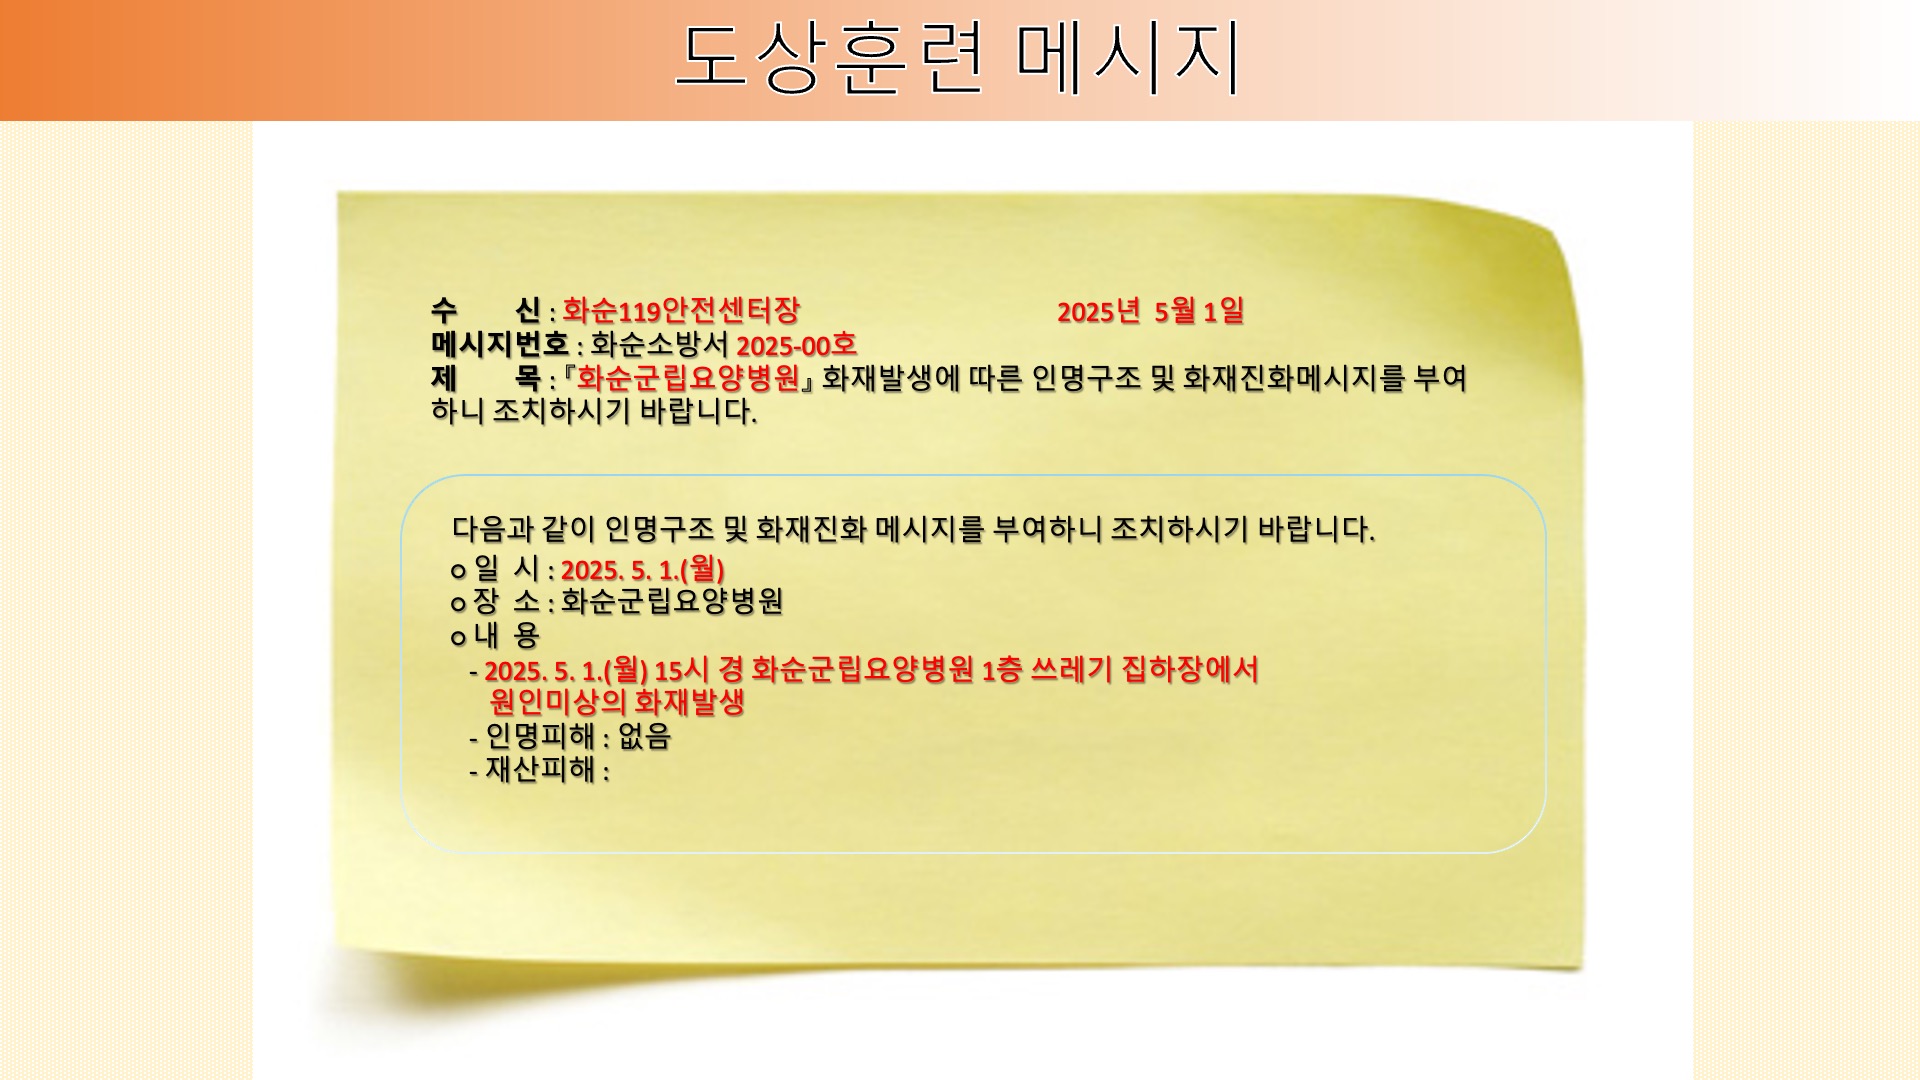 도상훈련 메시지
수 신 : 화순119안전센터장 2025년 5월 1일
메시지번호 : 화순소방서 2025-00호
제 목 : 『화순군립요양병원』 화재발생에 따른 인명구조 및 화재진화메시지를 부여
하니 조치하시기 바랍니다.
다음과 같이 인명구조 및 화재진화 메시지를 부여하니 조치하시기 바랍니다.
ㅇ 일 시 : 2025. 5. 1.(월)
ㅇ 장 소 : 화순군립요양병원
ㅇ 내 용
- 2025. 5. 1.(월) 15시 경 화순군립요양병원 1층 쓰레기 집하장에서
원인미상의 화재발생
- 인명피해 : 없음
- 재산피해 :